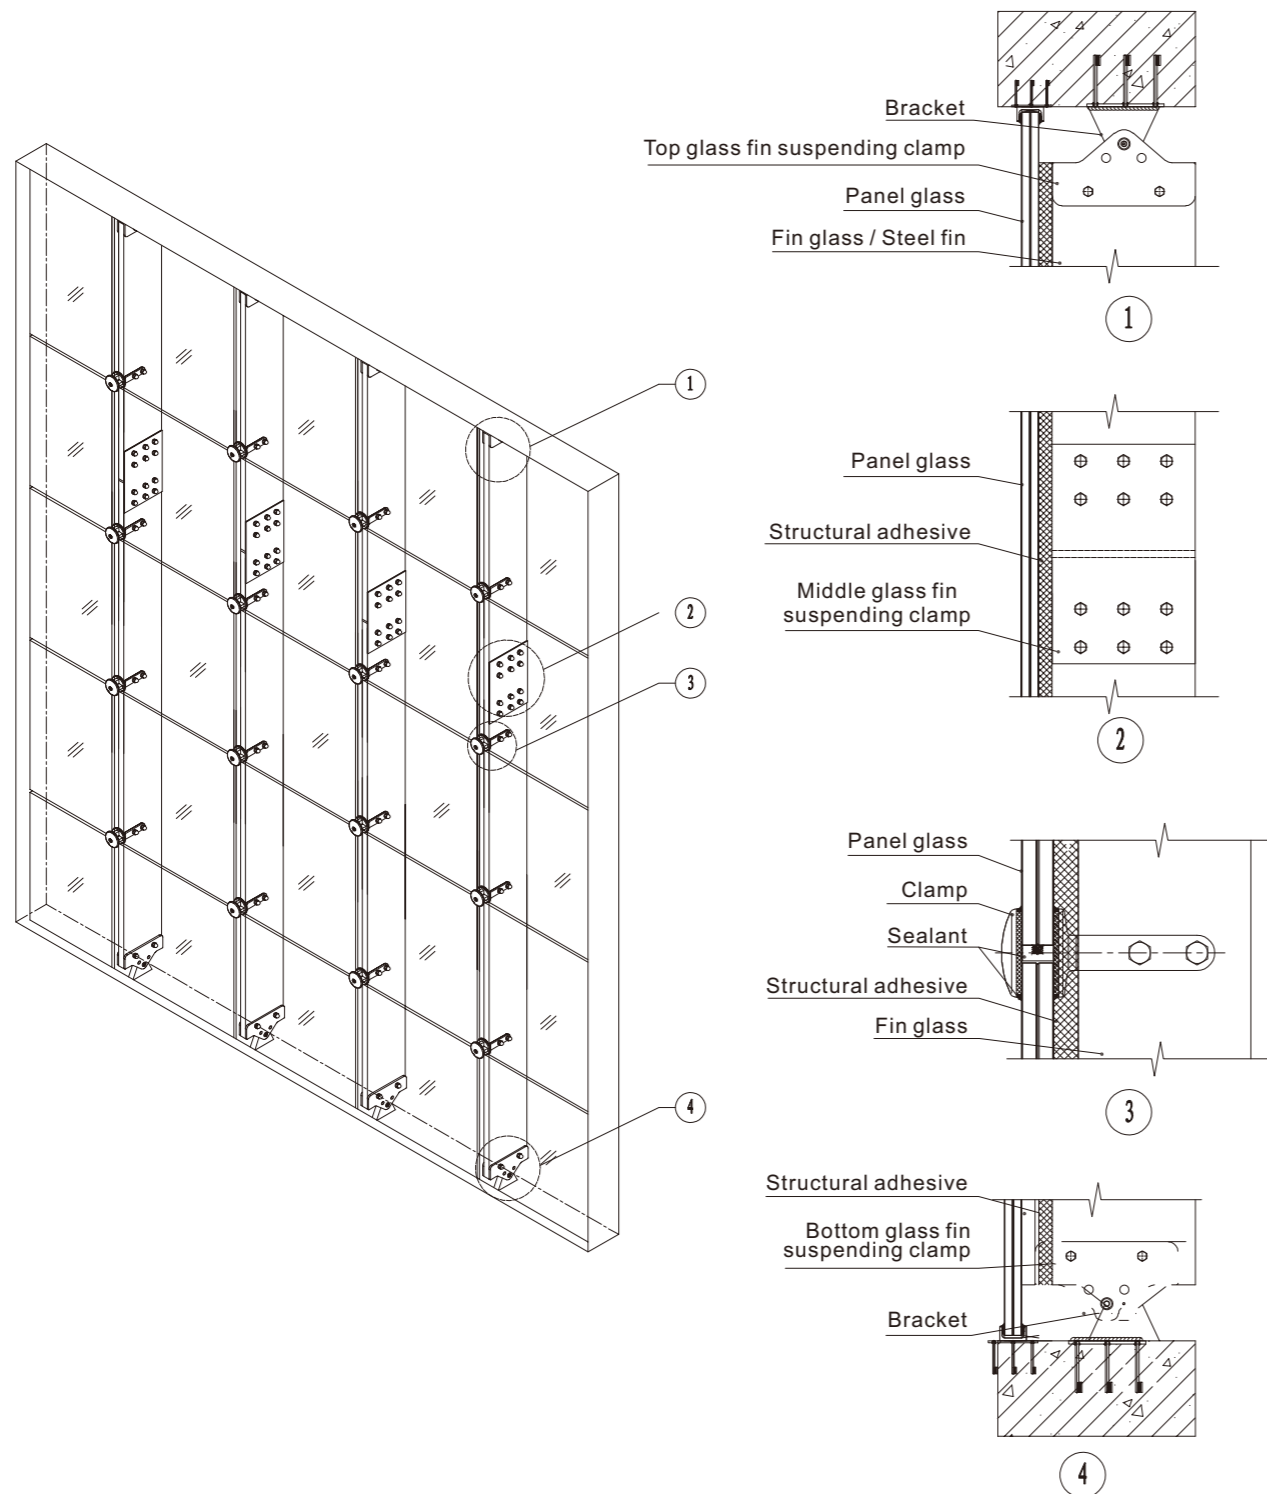 Bracket
Top glass fin suspending clamp
Panel glass
Fin glass / Steel fin
1
1
Panel glass
Structural adhesive
Middle glass fin
suspending clamp
2
2
3
Panel glass
Clamp
Sealant
Structural adhesive
Fin glass
3
4
Structural adhesive
Bottom glass fin
suspending clamp
Bracket
4